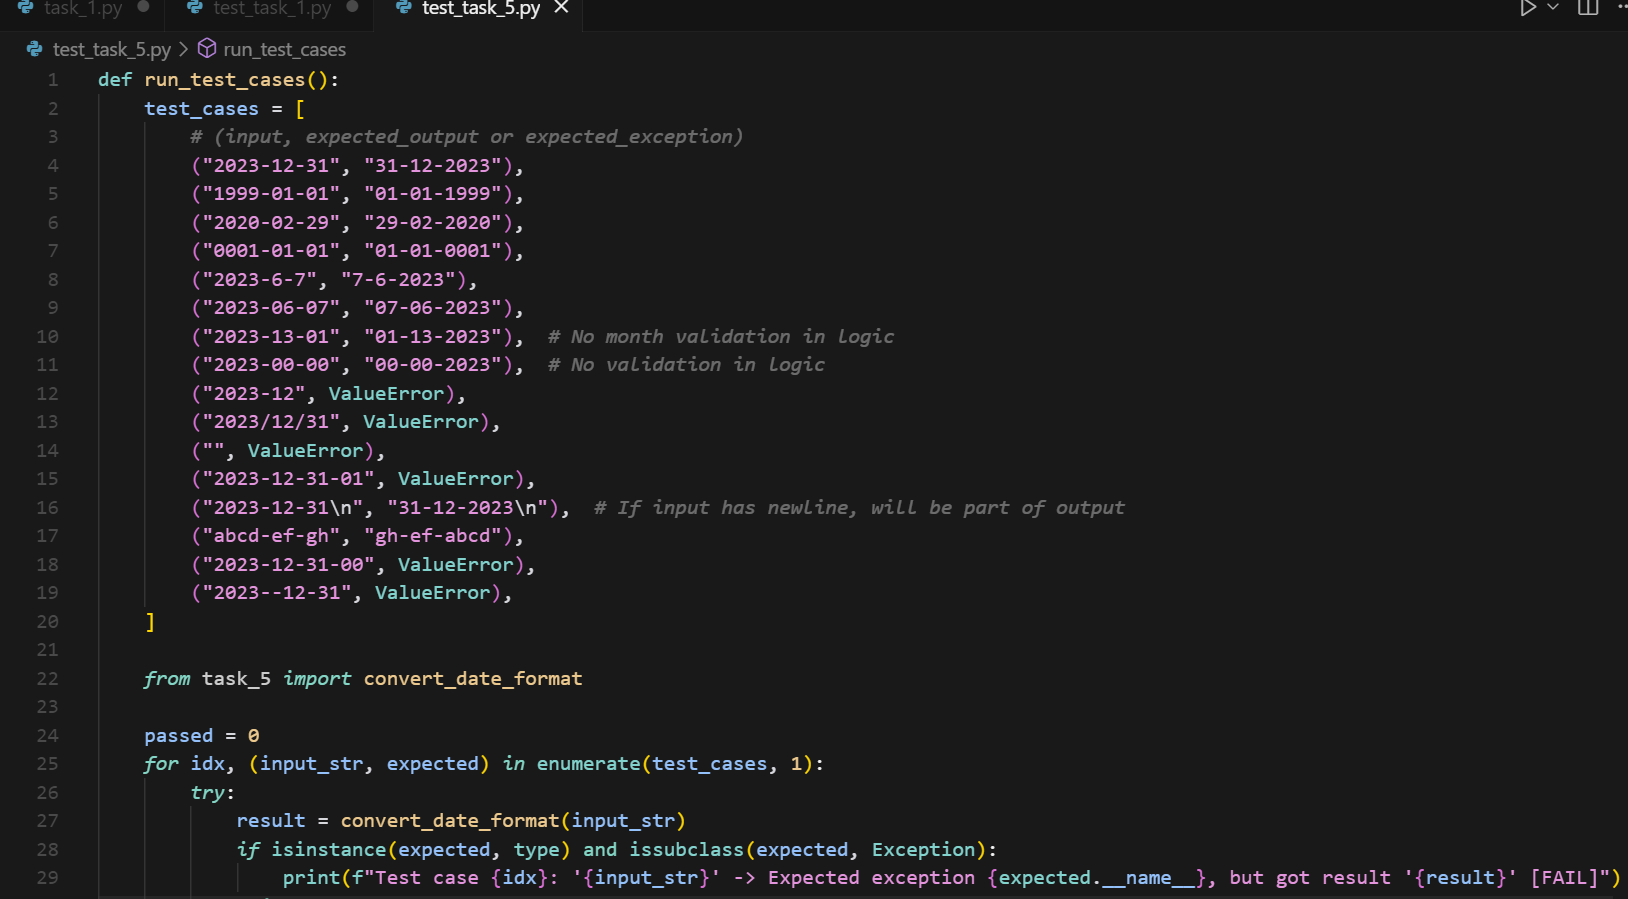 task_1.py test_task_1.py test_task_5.py
test_task_5.py > run_test_cases
1 def run_test_cases():
2     test_cases = [
3         # (input, expected_output or expected_exception)
4         ("2023-12-31", "31-12-2023"),
5         ("1999-01-01", "01-01-1999"),
6         ("2020-02-29", "29-02-2020"),
7         ("0001-01-01", "01-01-0001"),
8         ("2023-6-7", "7-6-2023"),
9         ("2023-06-07", "07-06-2023"),
10         ("2023-13-01", "01-13-2023"),  # No month validation in logic
11         ("2023-00-00", "00-00-2023"),  # No validation in logic
12         ("2023-12", ValueError),
13         ("2023/12/31", ValueError),
14         ("", ValueError),
15         ("2023-12-31-01", ValueError),
16         ("2023-12-31\n", "31-12-2023\n"),  # If input has newline, will be part of output
17         ("abcd-ef-gh", "gh-ef-abcd"),
18         ("2023-12-31-00", ValueError),
19         ("2023--12-31", ValueError),
20     ]
21
22     from task_5 import convert_date_format
23
24     passed = 0
25     for idx, (input_str, expected) in enumerate(test_cases, 1):
26         try:
27             result = convert_date_format(input_str)
28             if isinstance(expected, type) and issubclass(expected, Exception):
29                 print(f"Test case {idx}: '{input_str}' -> Expected exception {expected.__name__}, but got result '{result}' [FAIL]")